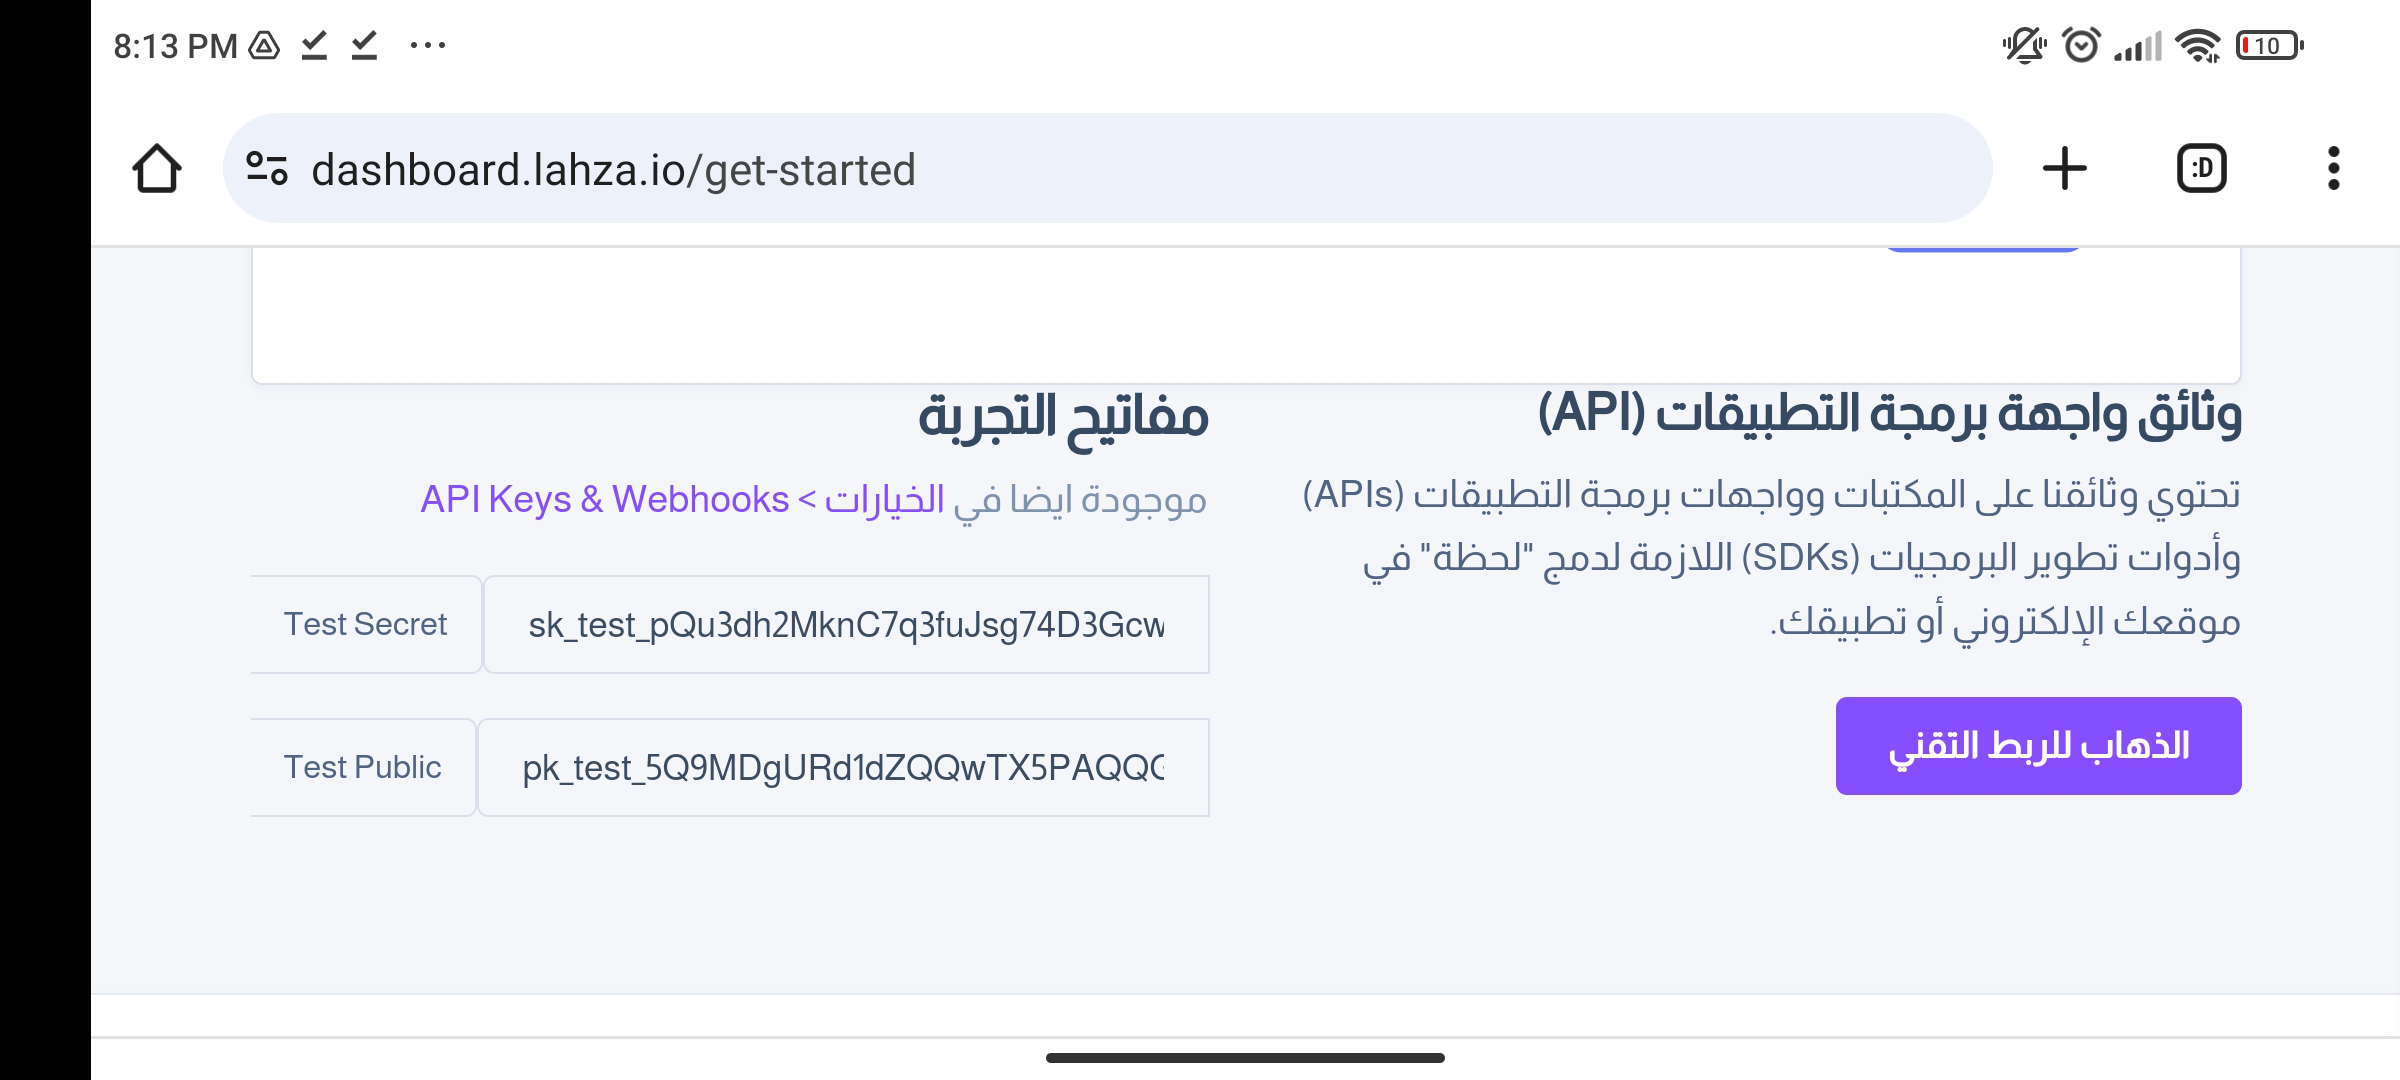 8:13 PM
10
dashboard.lahza.io/get-started
:D
وثائق واجهة برمجة التطبيقات (API)
تحتوي وثائقنا على المكتبات وواجهات برمجة التطبيقات (APIs)
وأدوات تطوير البرمجيات (SDKs) اللازمة لدمج "لحظة" في
موقعك الإلكتروني أو تطبيقك.
الذهاب للربط التقني
مفاتيح التجربة
موجودة ايضا في الخيارات > API Keys & Webhooks
Test Secret
sk_test_pQu3dh2MknC7q3fuJsg74D3Gcw
Test Public
pk_test_5Q9MDgURd1dZQQwTX5PAQQ